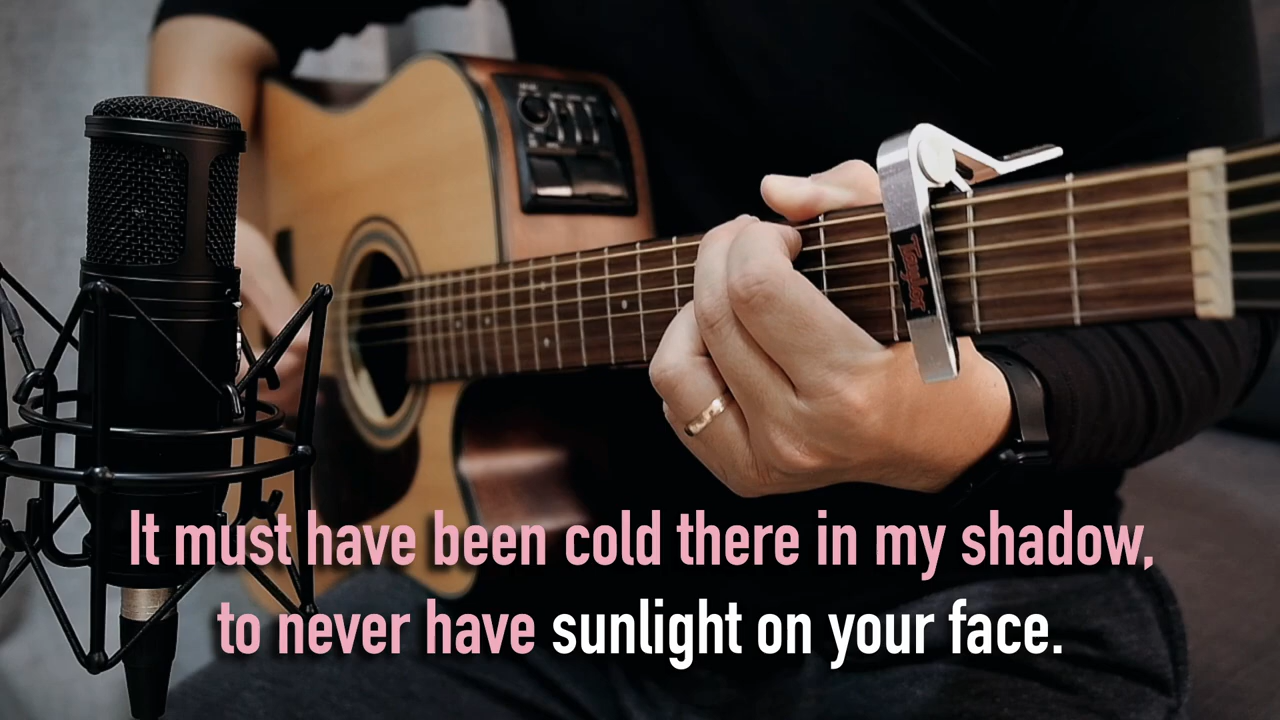 Taylor
It must have been cold there in my shadow,
to never have sunlight on your face.